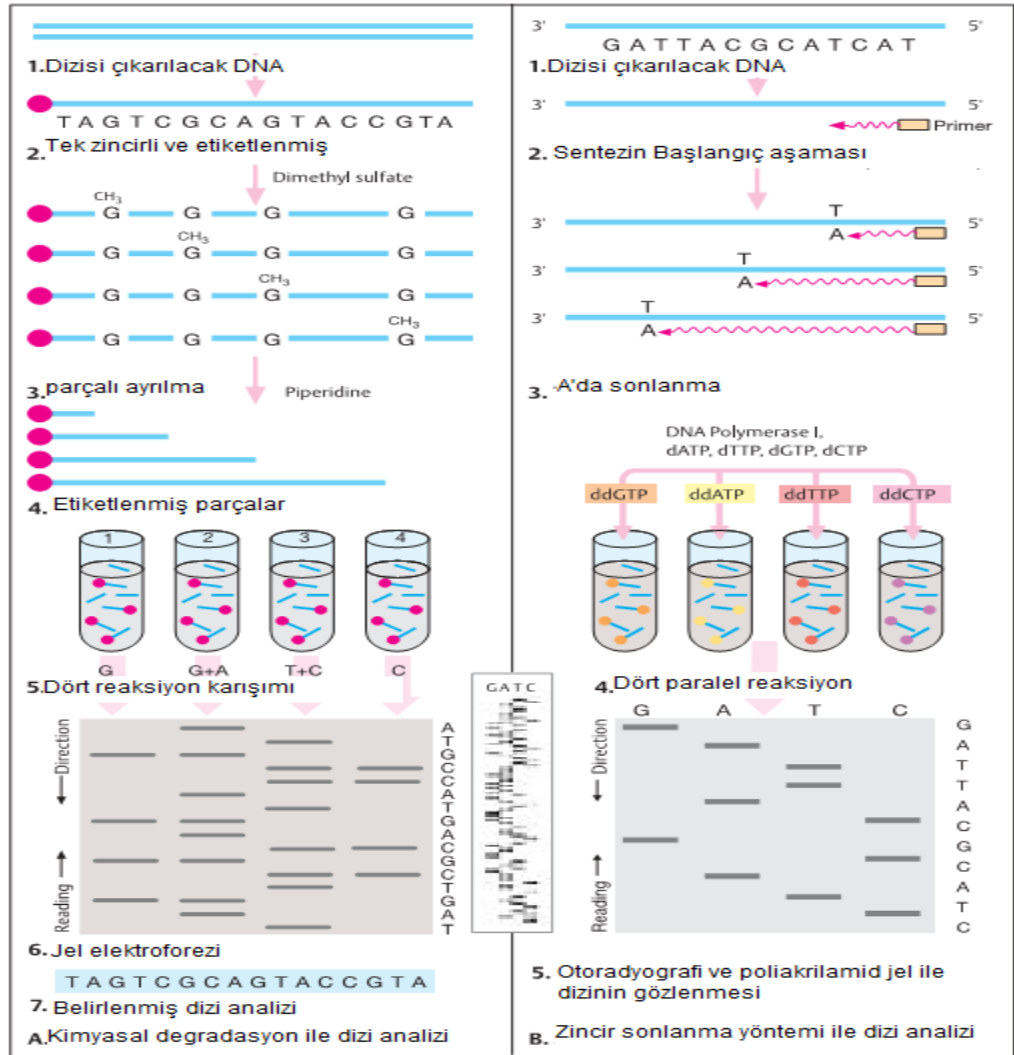 1.Dizisi çıkarılacak DNA
T A G T C G C A G T A C C G T A
2.Tek zincirli ve etiketlenmiş
Dimethyl sulfate
CH3
G G G G
CH3
G G G G
CH3
G G G G
CH3
G G G G
3.parçalı ayrılma
Piperidine
4. Etiketlenmiş parçalar
1 2 3 4
G G+A T+C C
5.Dört reaksiyon karışımı
Direction
Reading
A
T
G
C
C
A
T
G
A
C
G
C
T
G
A
T
6. Jel elektroforezi
T A G T C G C A G T A C C G T A
7. Belirlenmiş dizi analizi
A.Kimyasal degradasyon ile dizi analizi
G A T C
3' 5'
G A T T A C G C A T C A T
1.Dizisi çıkarılacak DNA
3' 5'
Primer
2. Sentezin Başlangıç aşaması
T
3' 5'
A
T
3' 5'
A
T
3' 5'
A
3. -A'da sonlanma
DNA Polymerase I,
dATP, dTTP, dGTP, dCTP
ddGTP ddATP ddTTP ddCTP
4.Dört paralel reaksiyon
G A T C
Direction
Reading
G
A
T
T
A
C
G
C
A
T
C
5. Otoradyografi ve poliakrilamid jel ile
dizinin gözlenmesi
B. Zincir sonlanma yöntemi ile dizi analizi